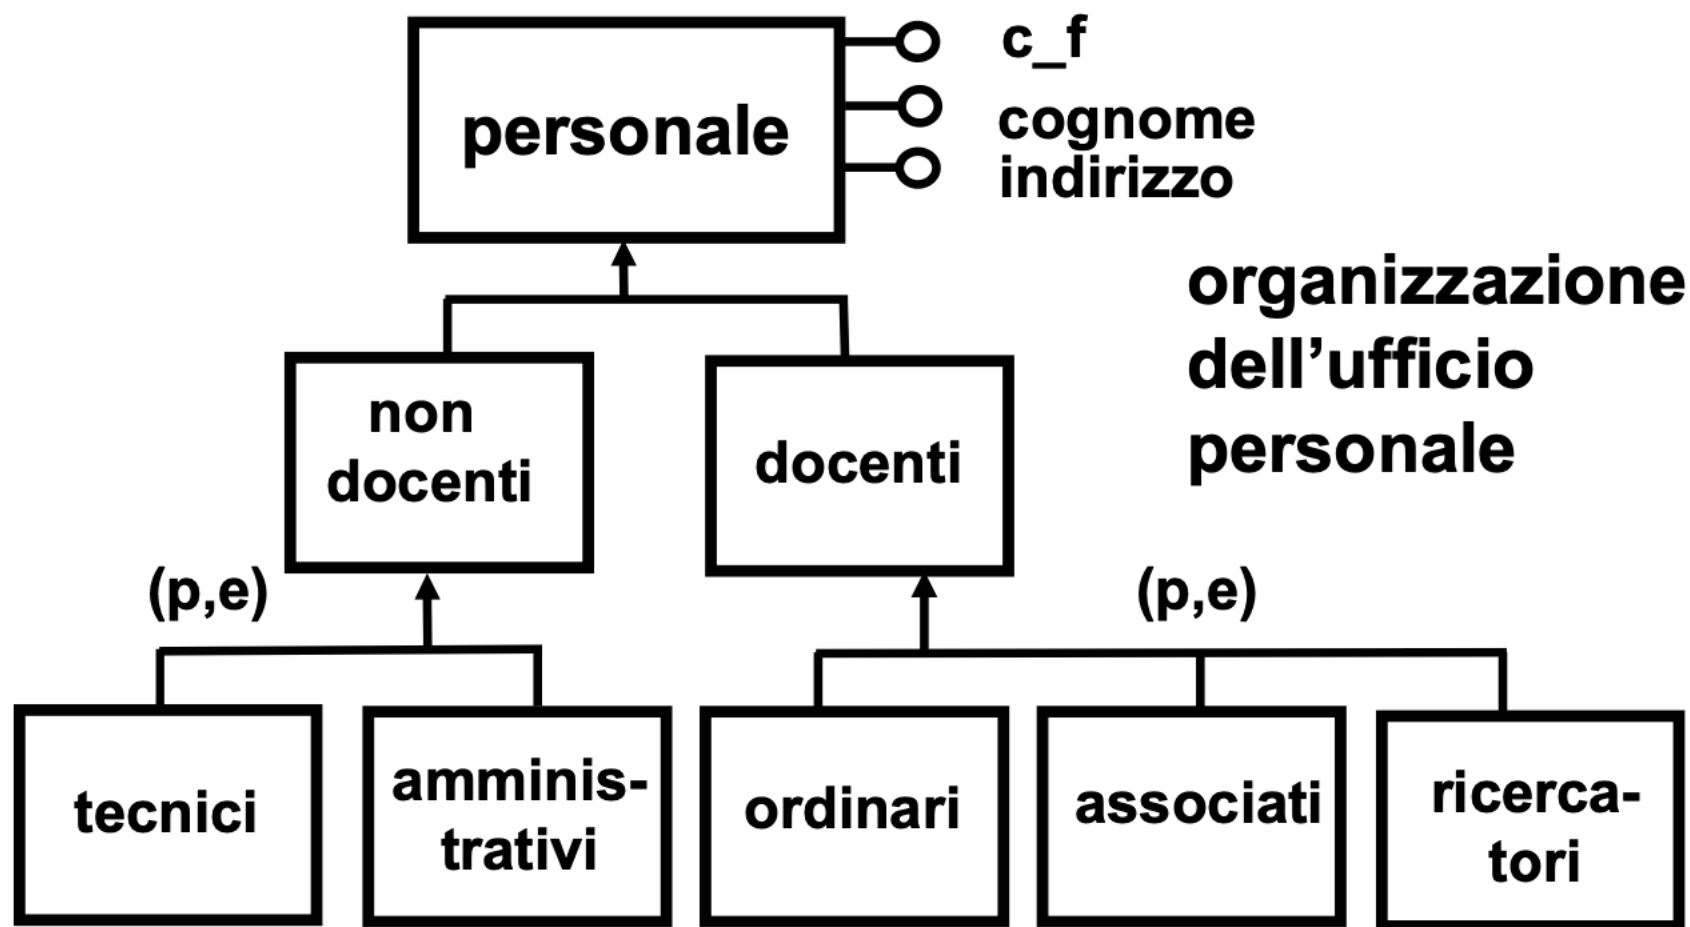 personale
c_f
cognome
indirizzo
organizzazione
dell’ufficio
personale
non
docenti
docenti
(p,e)
(p,e)
tecnici
amminis-
trativi
ordinari
associati
ricerca-
tori